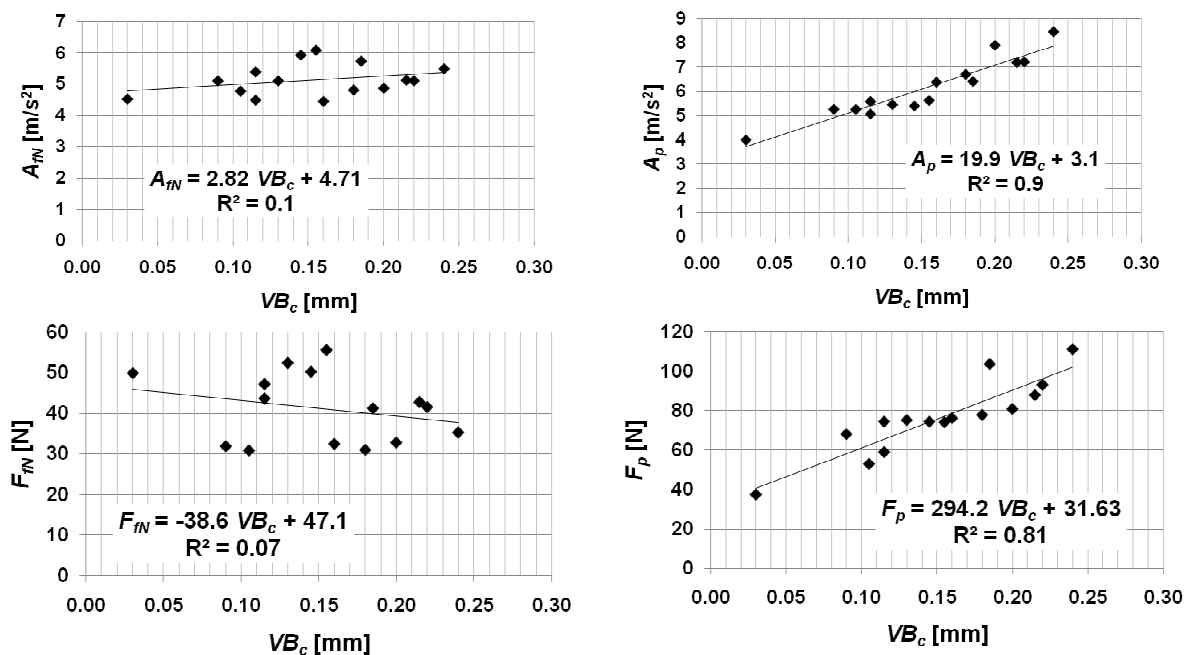 7
6
5
4
3
2
1
0
A_fN [m/s²]
A_fN = 2.82 VB_c + 4.71
R² = 0.1
0.00 0.05 0.10 0.15 0.20 0.25 0.30
VB_c [mm]
9
8
7
6
5
4
3
2
1
0
A_p [m/s²]
A_p = 19.9 VB_c + 3.1
R² = 0.9
0.00 0.05 0.10 0.15 0.20 0.25 0.30
VB_c [mm]
60
50
40
30
20
10
0
F_fN [N]
F_fN = -38.6 VB_c + 47.1
R² = 0.07
0.00 0.05 0.10 0.15 0.20 0.25 0.30
VB_c [mm]
120
100
80
60
40
20
0
F_p [N]
F_p = 294.2 VB_c + 31.63
R² = 0.81
0.00 0.05 0.10 0.15 0.20 0.25 0.30
VB_c [mm]